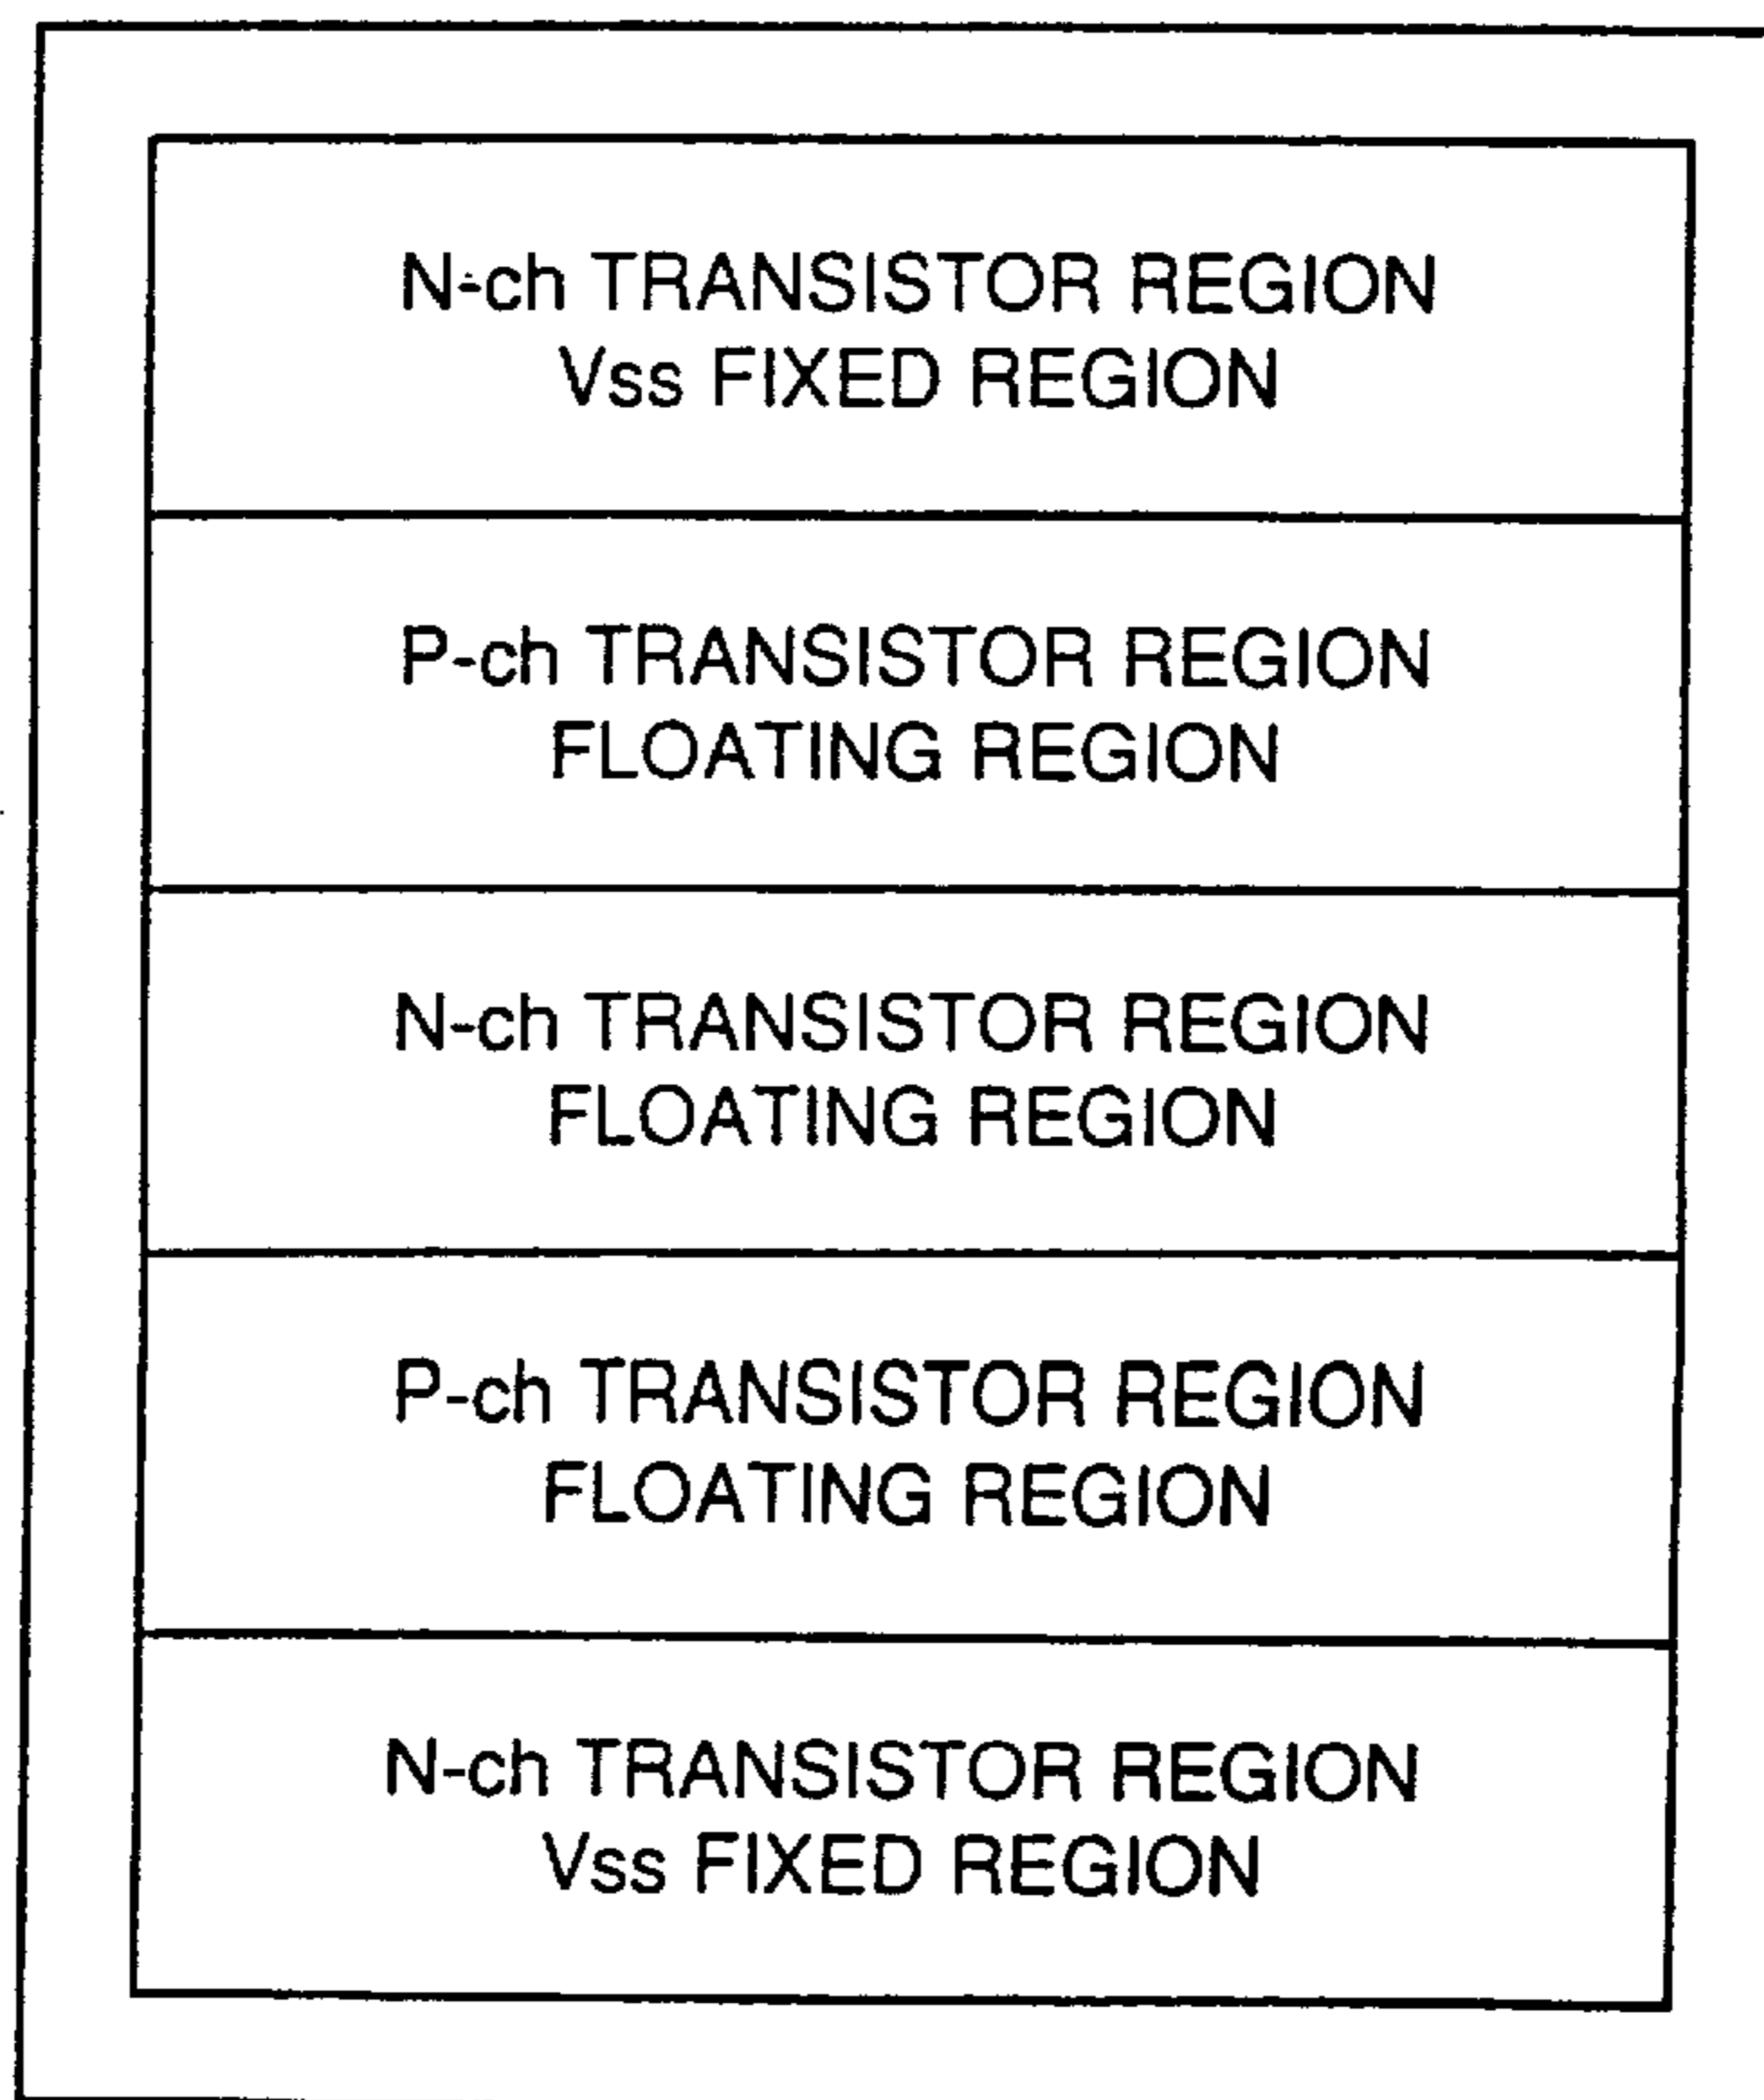 N-ch TRANSISTOR REGION
Vss FIXED REGION
P-ch TRANSISTOR REGION
FLOATING REGION
N-ch TRANSISTOR REGION
FLOATING REGION
P-ch TRANSISTOR REGION
FLOATING REGION
N-ch TRANSISTOR REGION
Vss FIXED REGION